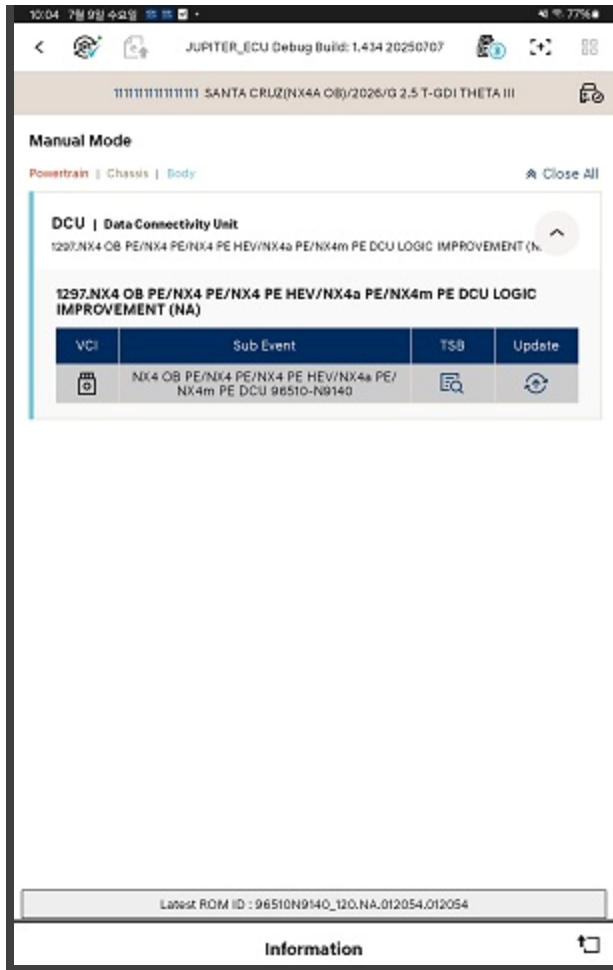 10:04 7월 9일 수요일
77%
JUPITER_ECU Debug Build: 1.434 20250707
SANTA CRUZ(NX4A OB)/2026/G 2.5 T-GDI THETA III
Manual Mode
Powertrain | Chassis | Body
Close All
DCU | Data Connectivity Unit
1297.NX4 OB PE/NX4 PE/NX4 PE HEV/NX4a PE/NX4m PE DCU LOGIC IMPROVEMENT (N..
1297.NX4 OB PE/NX4 PE/NX4 PE HEV/NX4a PE/NX4m PE DCU LOGIC
IMPROVEMENT (NA)
VCI Sub Event TSB Update
NX4 OB PE/NX4 PE/NX4 PE HEV/NX4a PE/
NX4m PE DCU 96510-N9140
Latest ROM ID : 96510N9140_120.NA.012054.012054
Information